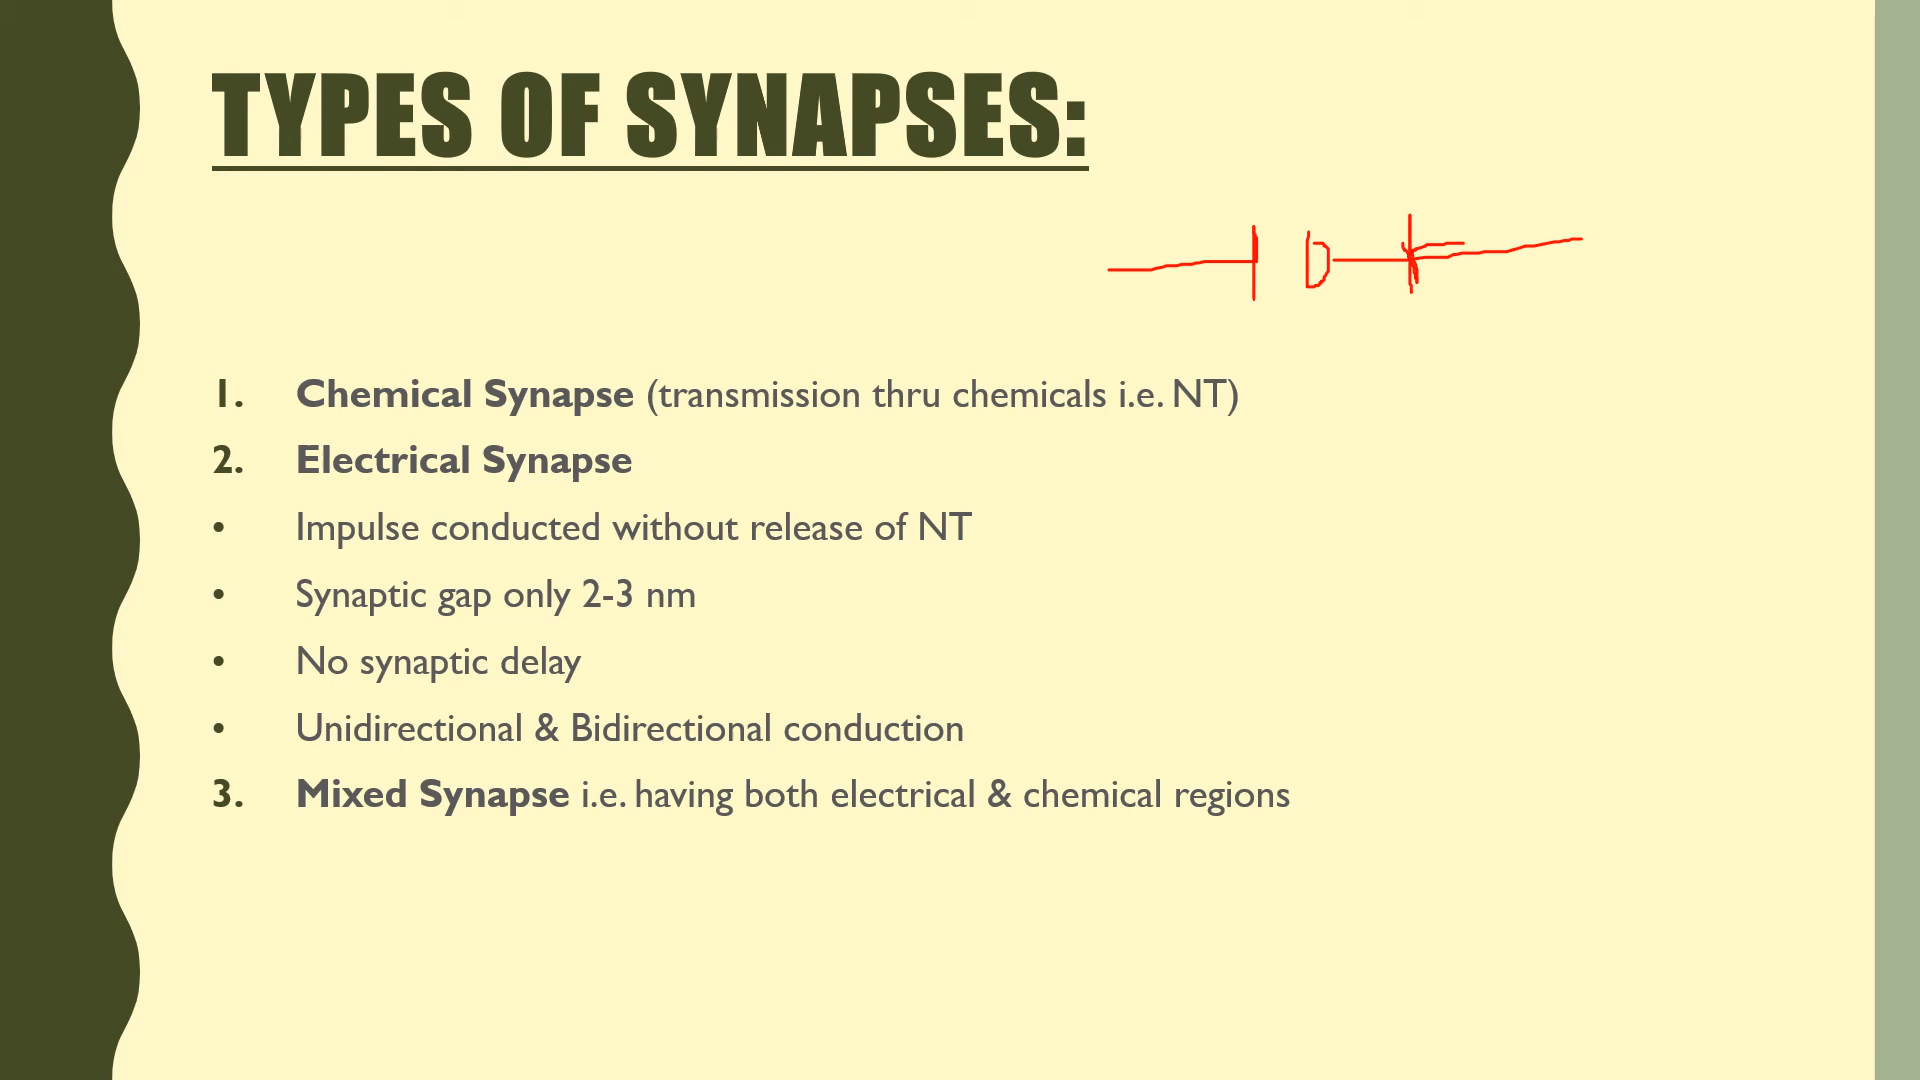 TYPES OF SYNAPSES:
1. Chemical Synapse (transmission thru chemicals i.e. NT)
2. Electrical Synapse
• Impulse conducted without release of NT
• Synaptic gap only 2-3 nm
• No synaptic delay
• Unidirectional & Bidirectional conduction
3. Mixed Synapse i.e. having both electrical & chemical regions